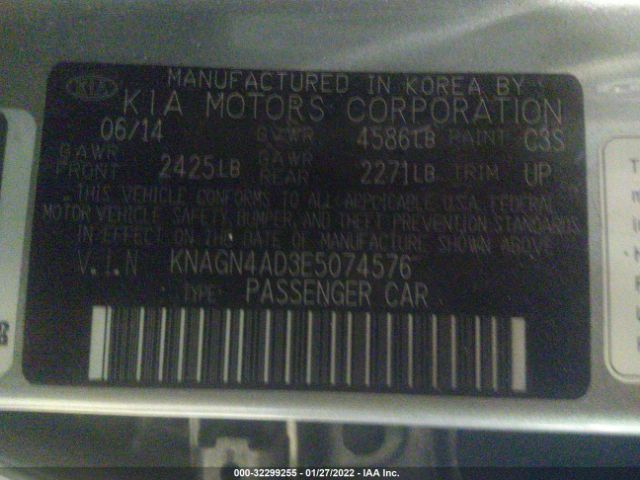 MANUFACTURED IN KOREA BY
KIA
KIA MOTORS CORPORATION
06/14 GVWR 4586LB PAINT C3S
GAWR FRONT 2425LB GAWR REAR 2271LB TRIM UP
THIS VEHICLE CONFORMS TO ALL APPLICABLE U.S.A. FEDERAL
MOTOR VEHICLE SAFETY, BUMPER, AND THEFT PREVENTION STANDARDS
IN EFFECT ON THE DATE OF MANUFACTURE SHOWN ABOVE.
V.I.N KNAGN4AD3E5074576
TYPE: PASSENGER CAR
000-32299255 - 01/27/2022 - IAA Inc.